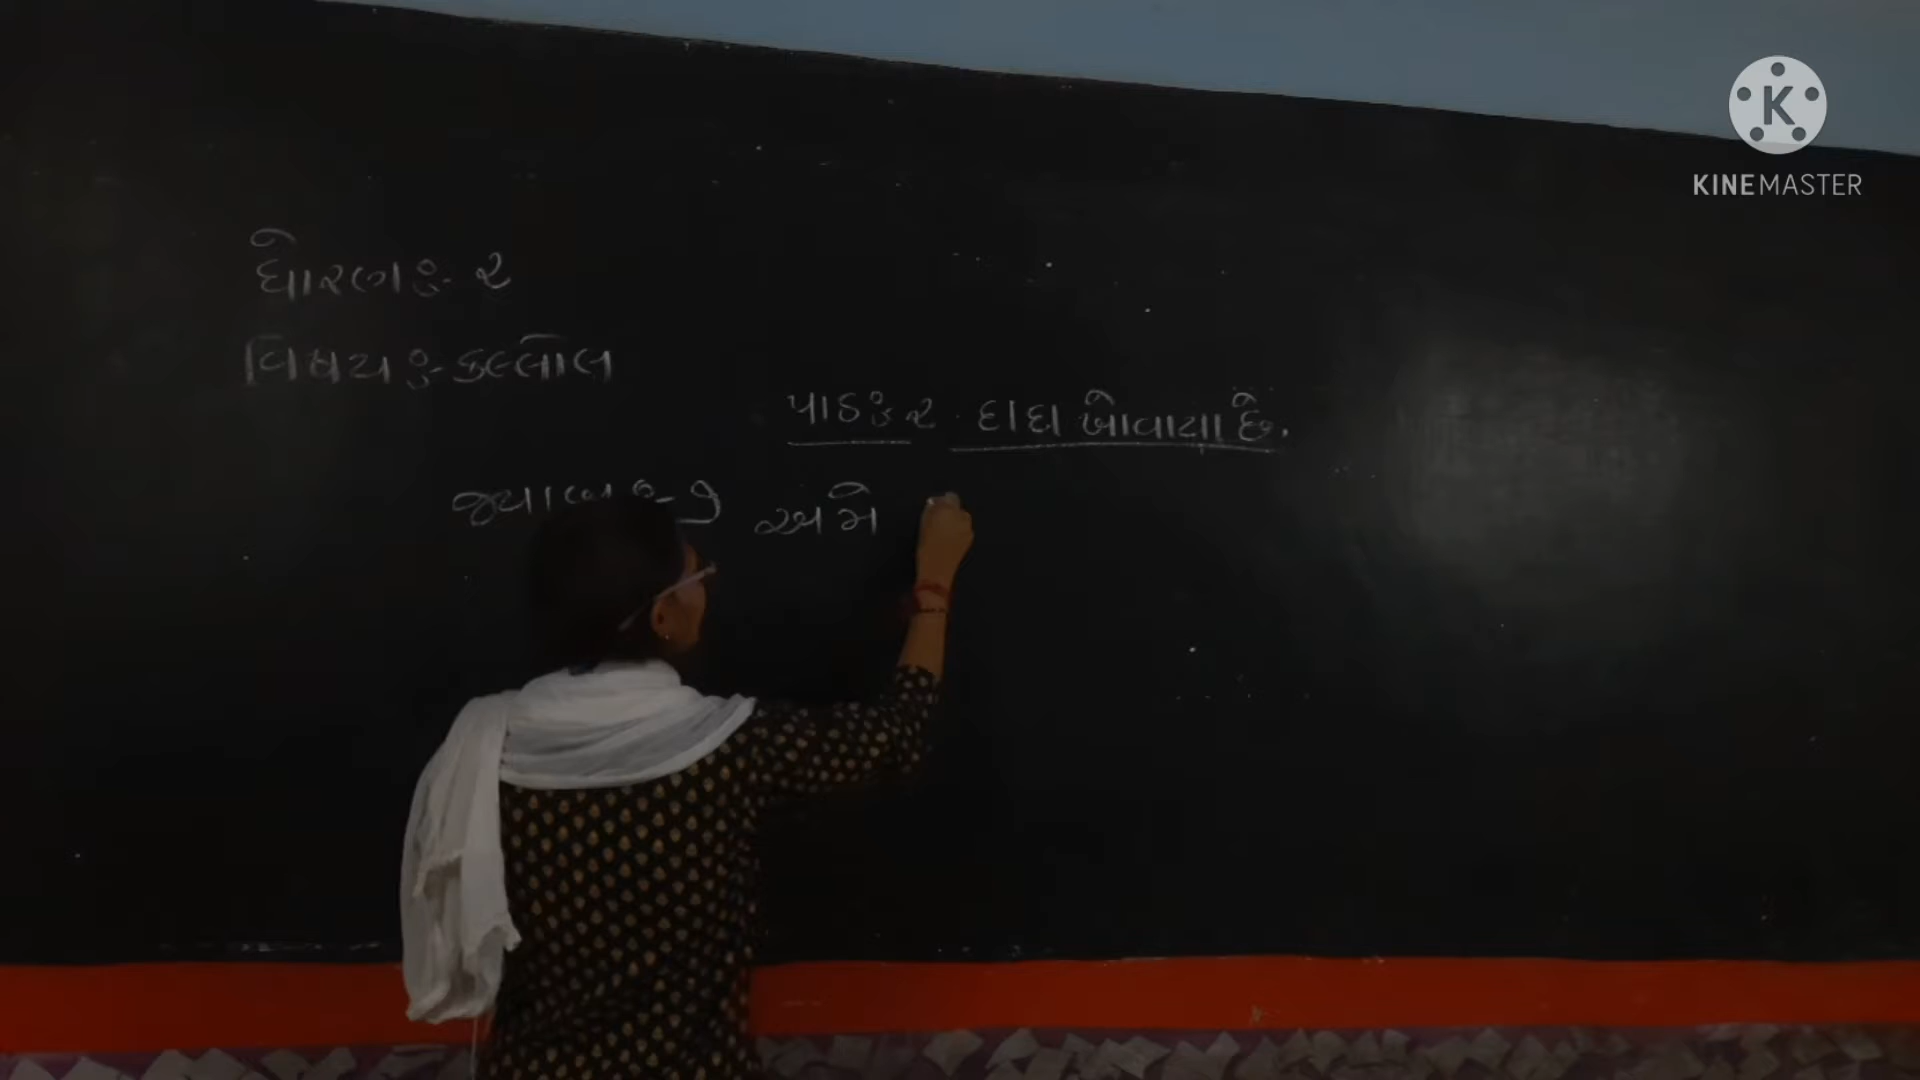 ધોરણઃ- ૨
વિષયઃ- કલ્લોલ
પાઠઃ ૨ . દાદા ખોવાયા છે.
અમે
KINEMASTER